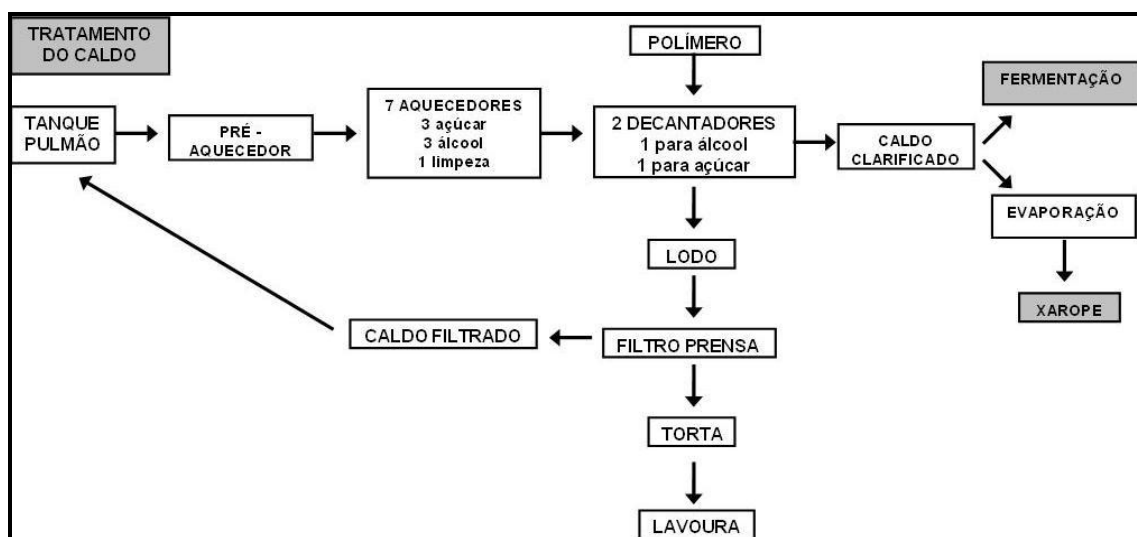 TRATAMENTO
DO CALDO
POLÍMERO
FERMENTAÇÃO
TANQUE
PULMÃO
PRÉ -
AQUECEDOR
7 AQUECEDORES
3 açúcar
3 álcool
1 limpeza
2 DECANTADORES
1 para álcool
1 para açúcar
CALDO
CLARIFICADO
EVAPORAÇÃO
LODO
XAROPE
CALDO FILTRADO
FILTRO PRENSA
TORTA
LAVOURA